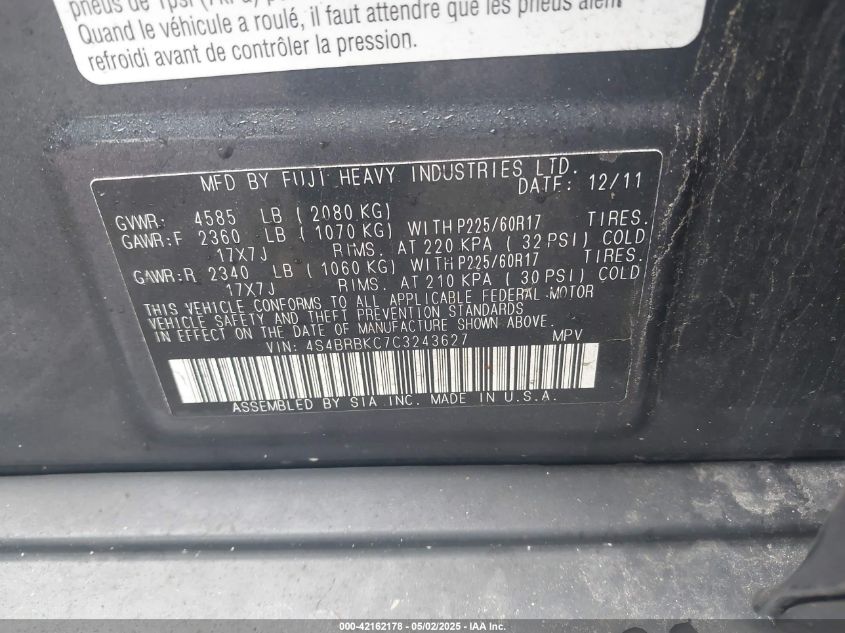 pneus de 1psi
Quand le véhicule a roulé, il faut attendre que les pneus aient
refroidi avant de contrôler la pression.
MFD BY FUJI HEAVY INDUSTRIES LTD.
DATE: 12/11
GVWR: 4585 LB ( 2080 KG)
GAWR:F 2360 LB ( 1070 KG) WITH P225/60R17 TIRES.
17X7J RIMS. AT 220 KPA ( 32 PSI) COLD
GAWR:R 2340 LB ( 1060 KG) WITH P225/60R17 TIRES.
17X7J RIMS. AT 210 KPA ( 30 PSI) COLD
THIS VEHICLE CONFORMS TO ALL APPLICABLE FEDERAL MOTOR
VEHICLE SAFETY AND THEFT PREVENTION STANDARDS
IN EFFECT ON THE DATE OF MANUFACTURE SHOWN ABOVE.
VIN: 4S4BRBKC7C3243627 MPV
ASSEMBLED BY SIA INC. MADE IN U.S.A.
000-42162178 - 05/02/2025 - IAA Inc.